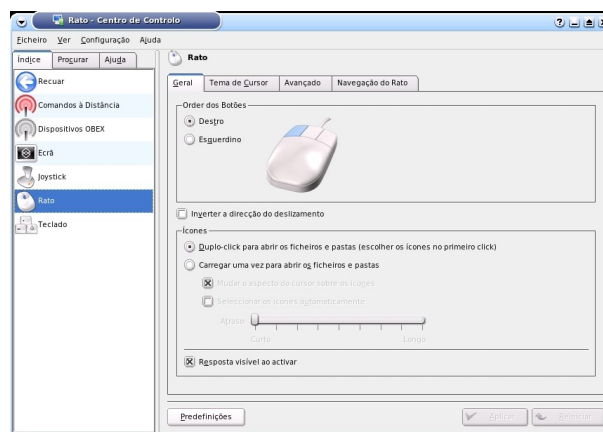 Rato - Centro de Controlo
Ficheiro Ver Configuração Ajuda
Índice Procurar Ajuda
Recuar
Comandos à Distância
Dispositivos OBEX
Ecrã
Joystick
Rato
Teclado
Rato
Geral Tema de Cursor Avançado Navegação do Rato
Order dos Botões
Destro
Esquerdino
Inverter a direcção do deslizamento
Ícones
Duplo-click para abrir os ficheiros e pastas (escolher os ícones no primeiro click)
Carregar uma vez para abrir os ficheiros e pastas
Mudar o aspecto do cursor sobre os ícones
Seleccionar os ícones automaticamente
Atraso
Curto Longo
Resposta visível ao activar
Predefinições Aplicar Reiniciar